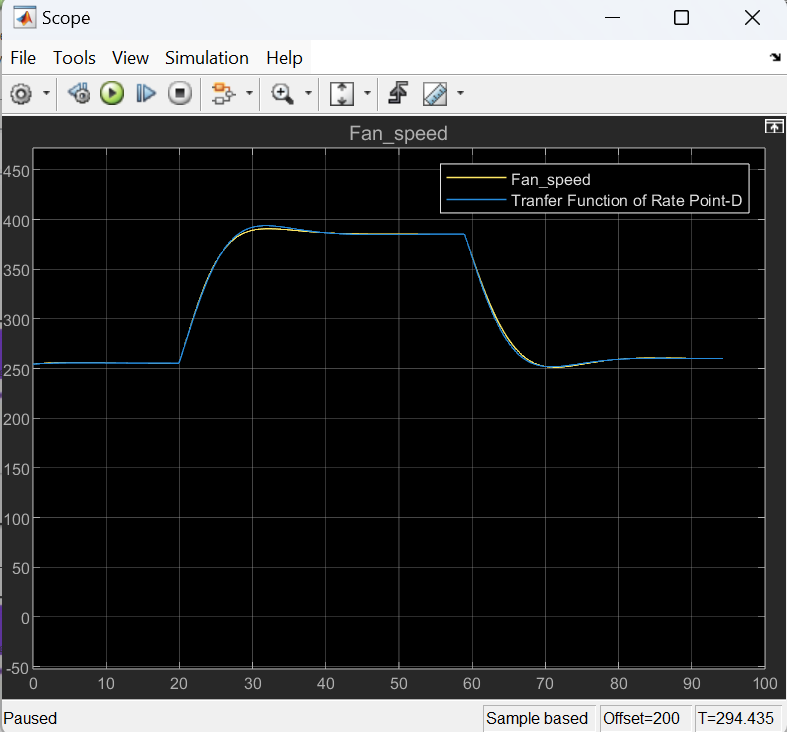 Scope
File Tools View Simulation Help
Fan_speed
Fan_speed
Tranfer Function of Rate Point-D
450
400
350
300
250
200
150
100
50
0
-50
0 10 20 30 40 50 60 70 80 90 100
Paused
Sample based Offset=200 T=294.435